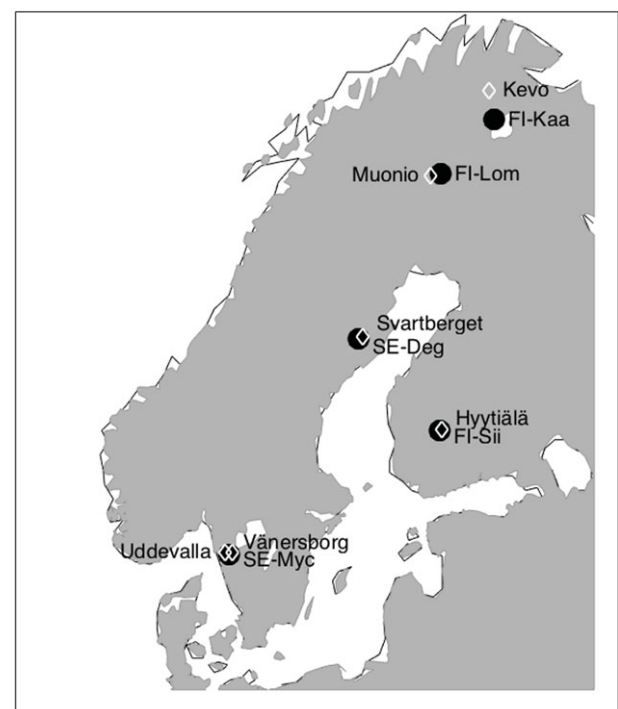 Kevo
FI-Kaa
Muonio
FI-Lom
Svartberget
SE-Deg
Hyytiälä
FI-Sii
Uddevalla
Vänersborg
SE-Myc